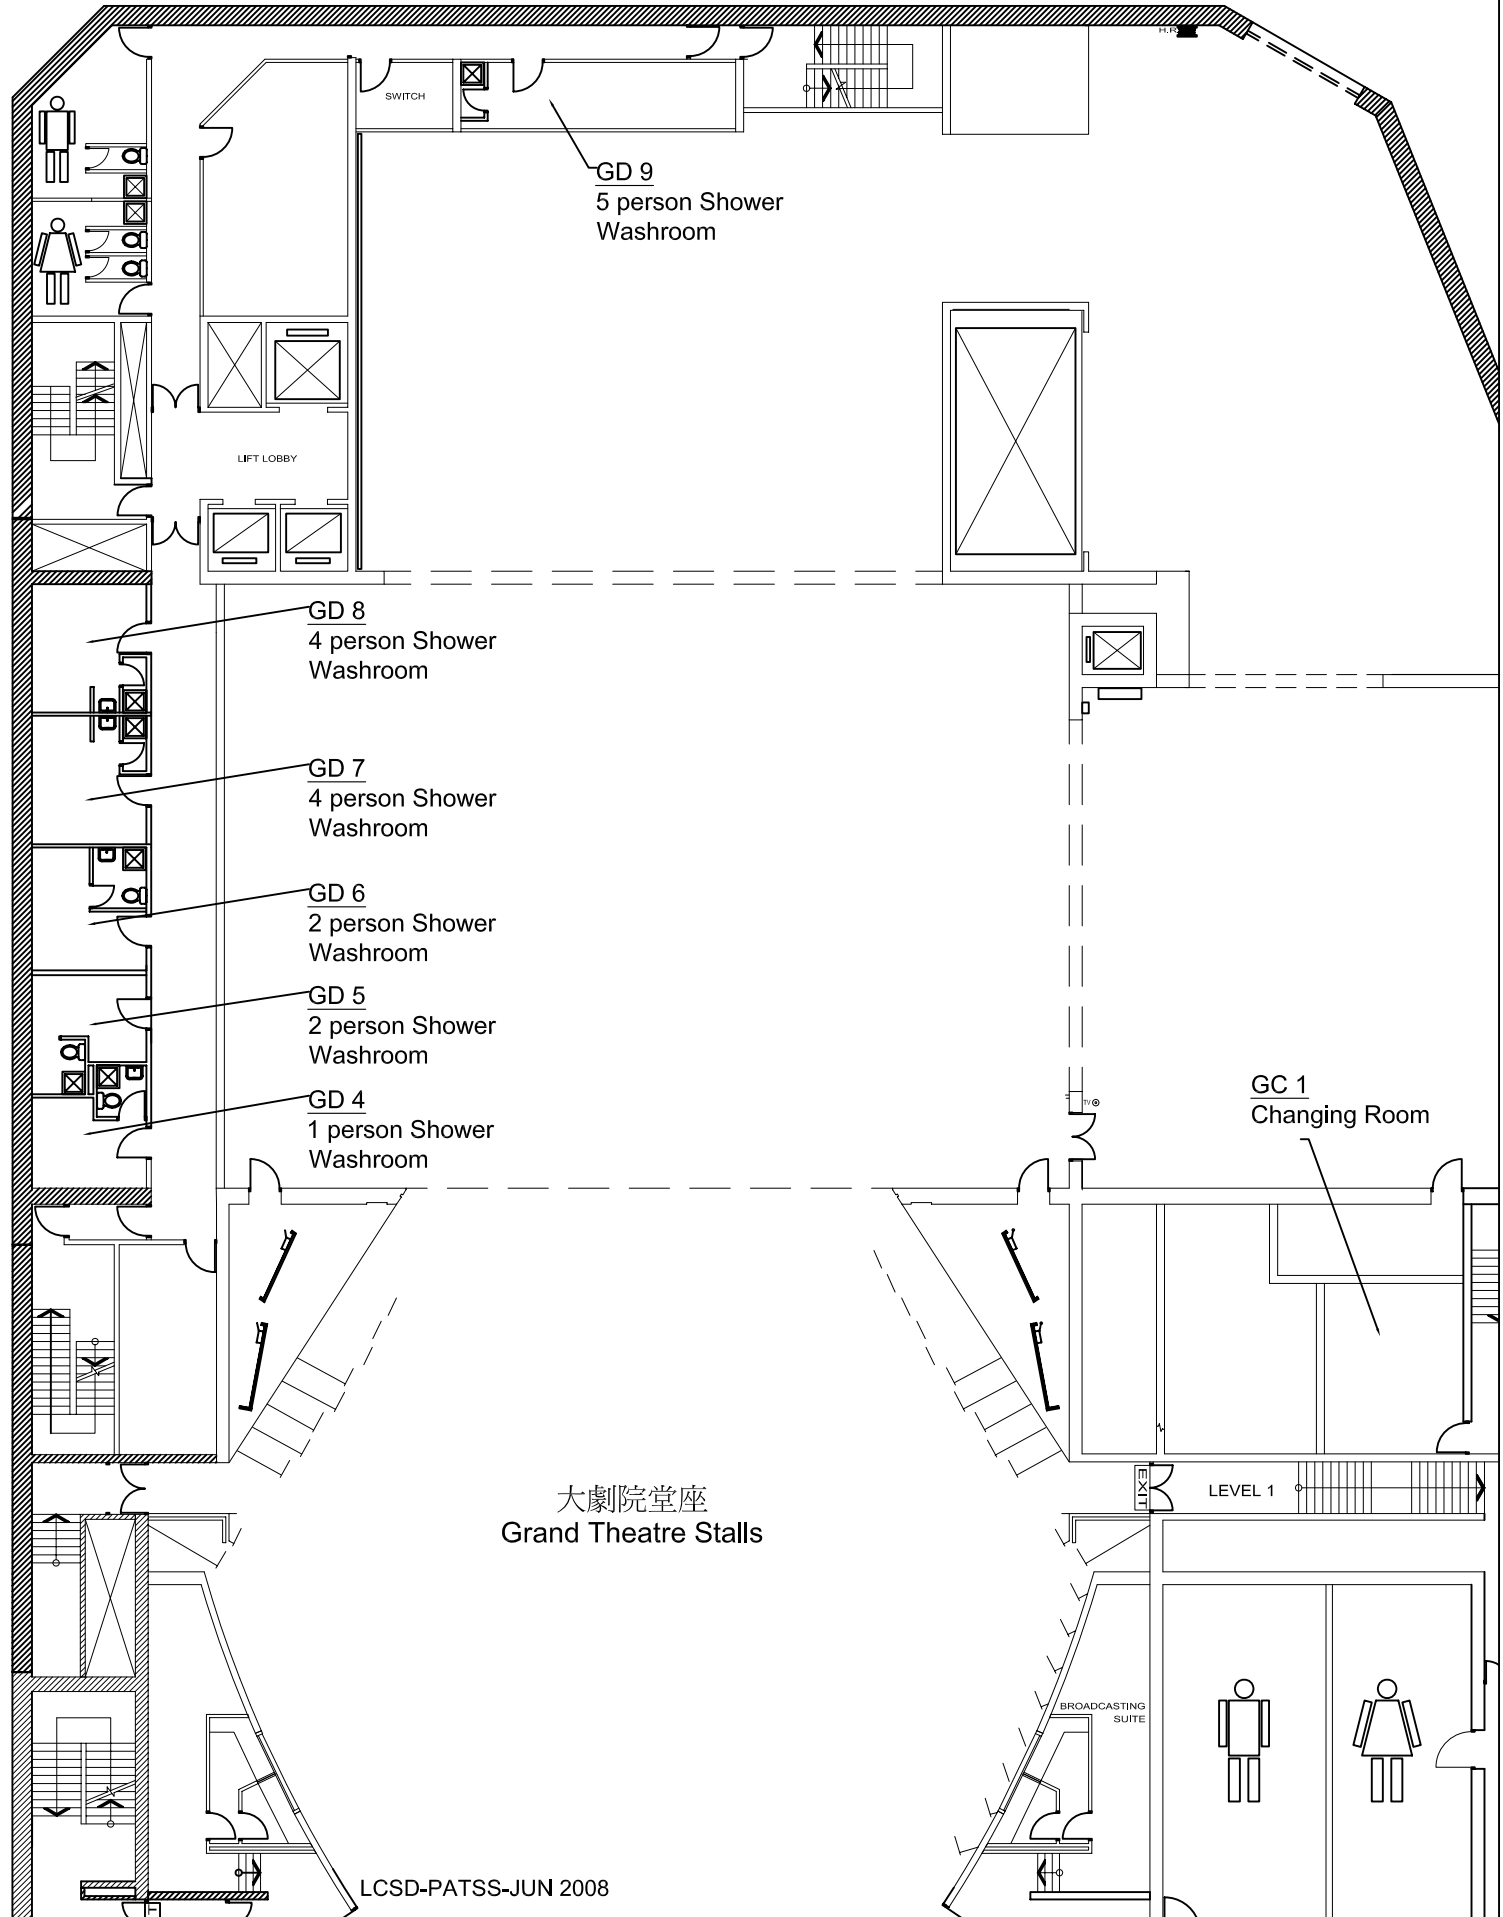 H.R
SWITCH
GD 9
5 person Shower
Washroom
LIFT LOBBY
GD 8
4 person Shower
Washroom
GD 7
4 person Shower
Washroom
GD 6
2 person Shower
Washroom
GD 5
2 person Shower
Washroom
GD 4
1 person Shower
Washroom
TV
GC 1
Changing Room
大劇院堂座
Grand Theatre Stalls
EXIT
LEVEL 1
BROADCASTING
SUITE
LCSD-PATSS-JUN 2008